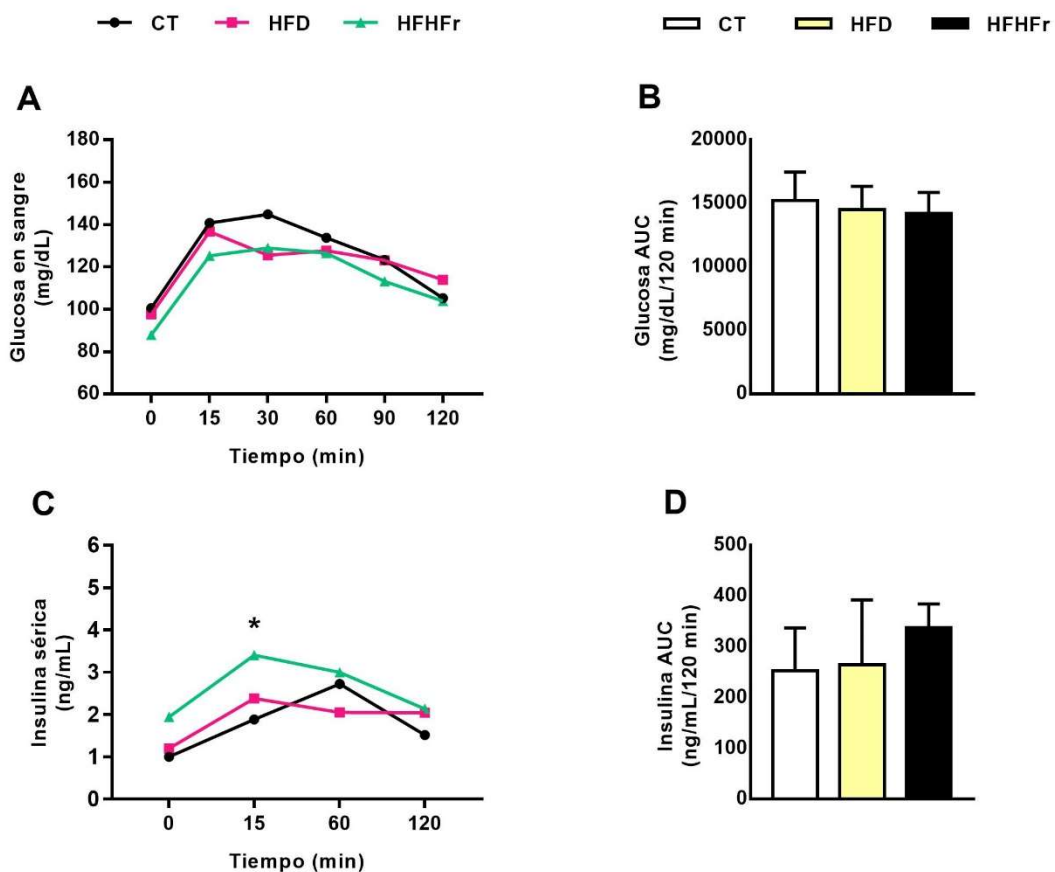 CT HFD HFHFr
CT HFD HFHFr
A
Glucosa en sangre
(mg/dL)
180
160
140
120
100
80
60
0 15 30 60 90 120
Tiempo (min)
B
Glucosa AUC
(mg/dL/120 min)
20000
15000
10000
5000
0
C
Insulina sérica
(ng/mL)
6
5
4
3
2
1
0
*
0 15 60 120
Tiempo (min)
D
Insulina AUC
(ng/mL/120 min)
500
400
300
200
100
0